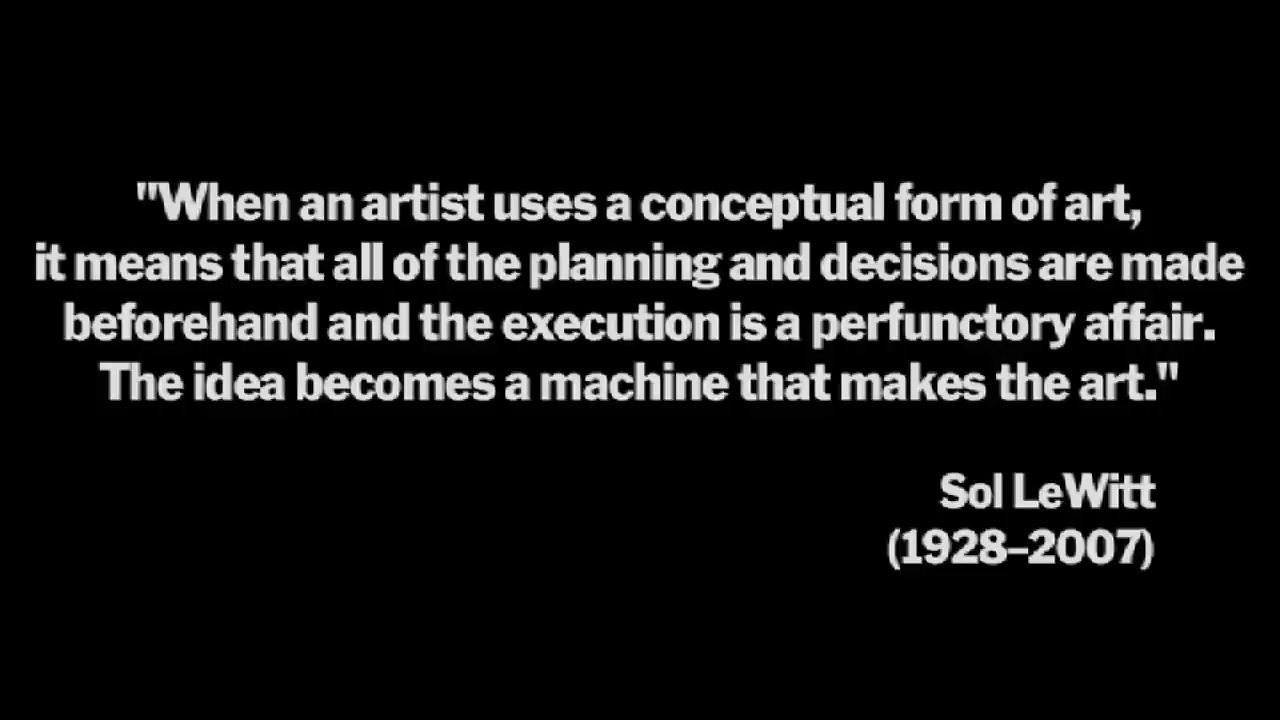 "When an artist uses a conceptual form of art,
it means that all of the planning and decisions are made
beforehand and the execution is a perfunctory affair.
The idea becomes a machine that makes the art."
Sol LeWitt
(1928–2007)